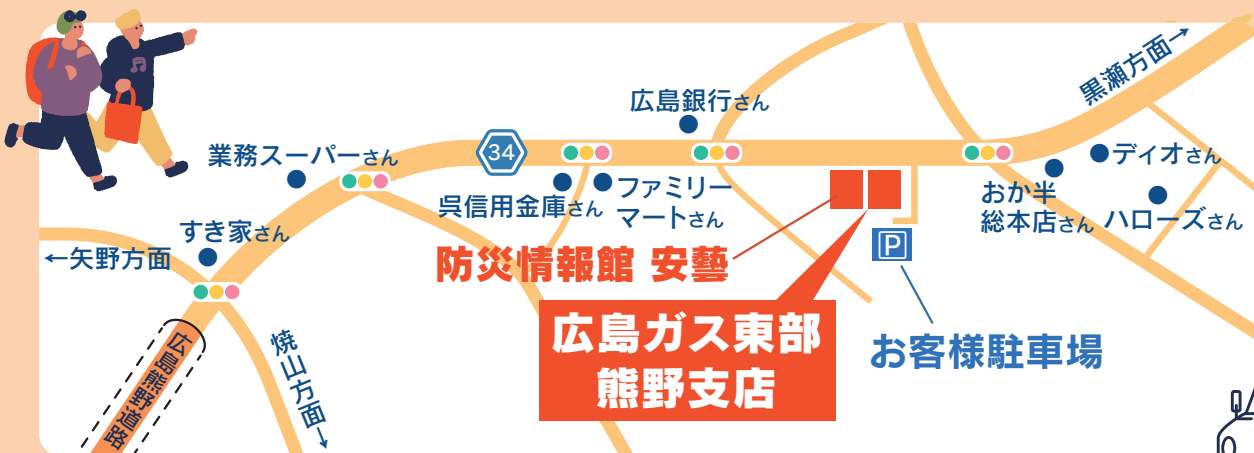 黒瀬方面→
広島銀行さん
34
業務スーパーさん
ディオさん
ファミリー
マートさん
呉信用金庫さん
おか半
総本店さん
ハローズさん
すき家さん
←矢野方面
防災情報館 安藝
P
広島ガス東部
熊野支店
お客様駐車場
焼山方面→
広島熊野道路